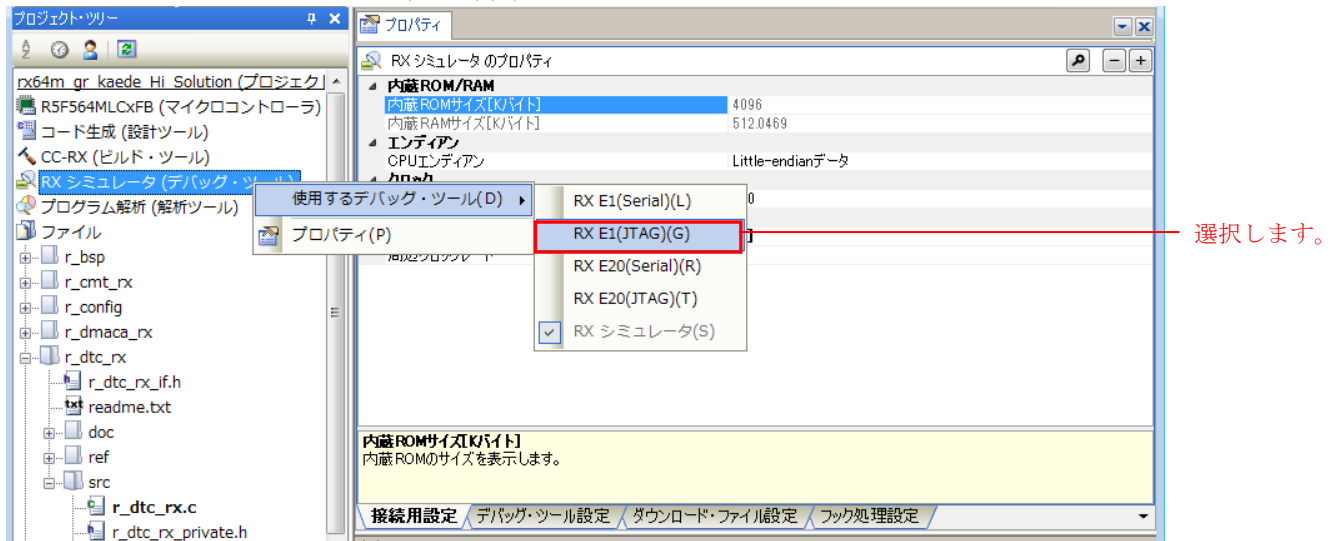 プロジェクト・ツリー
rx64m_gr_kaede_Hi_Solution (プロジェク
R5F564MLCxFB (マイクロコントローラ)
コード生成 (設計ツール)
CC-RX (ビルド・ツール)
RX シミュレータ (デバッグ・ツール)
プログラム解析 (解析ツール)
ファイル
r_bsp
r_cmt_rx
r_config
r_dmaca_rx
r_dtc_rx
r_dtc_rx_if.h
readme.txt
doc
ref
src
r_dtc_rx.c
r_dtc_rx_private.h
プロパティ
RX シミュレータ のプロパティ
内蔵ROM/RAM
内蔵ROMサイズ[Kバイト] 4096
内蔵RAMサイズ[Kバイト] 512.0469
エンディアン
CPUエンディアン Little-endianデータ
クロック
使用するデバッグ・ツール(D)
プロパティ(P)
RX E1(Serial)(L)
RX E1(JTAG)(G)
RX E20(Serial)(R)
RX E20(JTAG)(T)
RX シミュレータ(S)
選択します。
内蔵ROMサイズ[Kバイト]
内蔵ROMのサイズを表示します。
接続用設定 デバッグ・ツール設定 ダウンロード・ファイル設定 フック処理設定